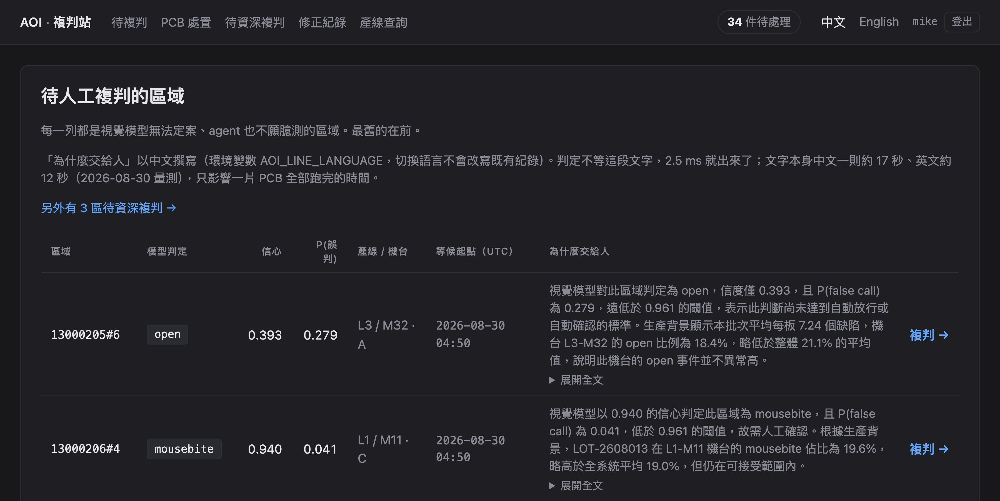 AOI · 複判站 待複判 PCB 處置 待資深複判 修正紀錄 產線查詢 34 件待處理 中文 English mike 登出
待人工複判的區域
每一列都是視覺模型無法定案、agent 也不願臆測的區域。最舊的在前。
「為什麼交給人」以中文撰寫（環境變數 AOI_LINE_LANGUAGE，切換語言不會改寫既有紀錄）。判定不等這段文字，2.5 ms 就出來了；文字本身中文一則約 17 秒、英文約
12 秒（2026-08-30 量測），只影響一片 PCB 全部跑完的時間。
另外有 3 區待資深複判 →
區域 模型判定 信心 P(誤
判) 產線 / 機台 等候起點（UTC） 為什麼交給人
13000205#6 open 0.393 0.279 L3 / M32 ·
A
2026-08-30
04:50
視覺模型對此區域判定為 open，信度僅 0.393，且 P(false call)
為 0.279，遠低於 0.961 的閾值，表示此判斷尚未達到自動放行或
自動確認的標準。生產背景顯示本批次平均每板 7.24 個缺陷，機
台 L3-M32 的 open 比例為 18.4%，略低於整體 21.1% 的平均
值，說明此機台的 open 事件並不異常高。
▶ 展開全文
複判 →
13000206#4 mousebite 0.940 0.041 L1 / M11 ·
C
2026-08-30
04:50
視覺模型以 0.940 的信心判定此區域為 mousebite，且 P(false
call) 為 0.041，低於 0.961 的閾值，故需人工確認。根據生產背
景，LOT-2608013 在 L1-M11 機台的 mousebite 佔比為 19.6%，
略高於全系統平均 19.0%，但仍在可接受範圍內。
▶ 展開全文
複判 →